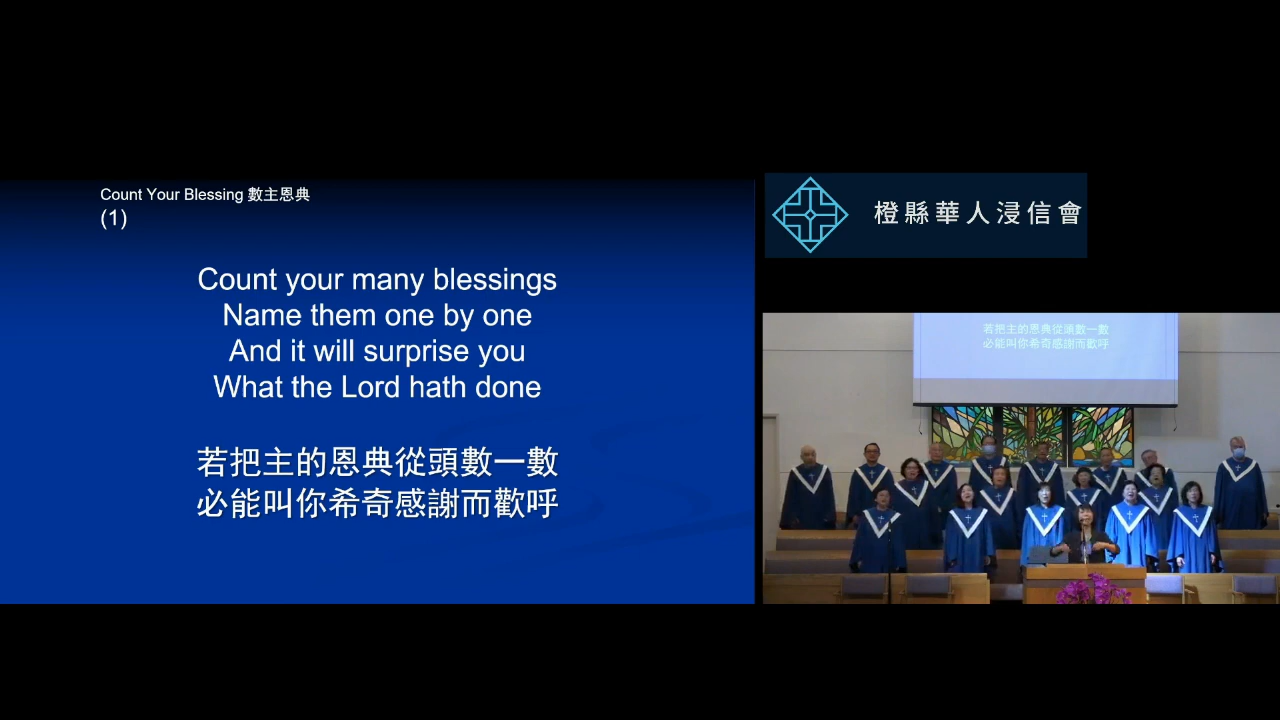 Count Your Blessing 數主恩典
(1)
Count your many blessings
Name them one by one
And it will surprise you
What the Lord hath done
若把主的恩典從頭數一數
必能叫你希奇感謝而歡呼
橙縣華人浸信會
若把主的恩典從頭數一數
必能叫你希奇感謝而歡呼